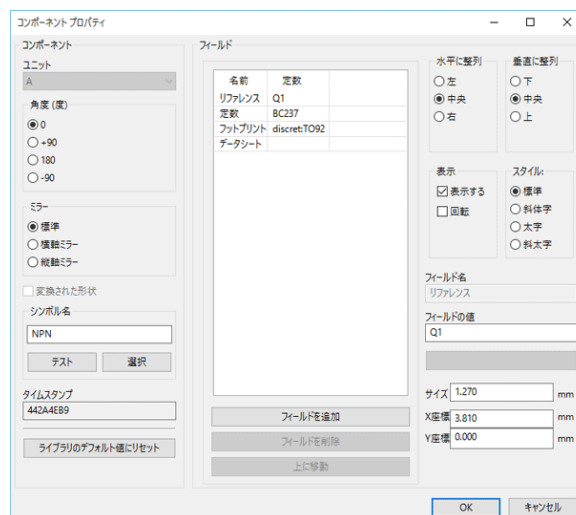 コンポーネント プロパティ
コンポーネント
ユニット
A
角度 (度)
0
+90
180
-90
ミラー
標準
横軸ミラー
縦軸ミラー
変換された形状
シンボル名
NPN
テスト 選択
タイムスタンプ
442A4EB9
ライブラリのデフォルト値にリセット
フィールド
名前 定数
リファレンス Q1
定数 BC237
フットプリント discret:TO92
データシート
フィールドを追加
フィールドを削除
上に移動
水平に整列
左
中央
右
垂直に整列
下
中央
上
表示
表示する
回転
スタイル:
標準
斜体字
太字
斜太字
フィールド名
リファレンス
フィールドの値
Q1
サイズ 1.270 mm
X座標 3.810 mm
Y座標 0.000 mm
OK キャンセル